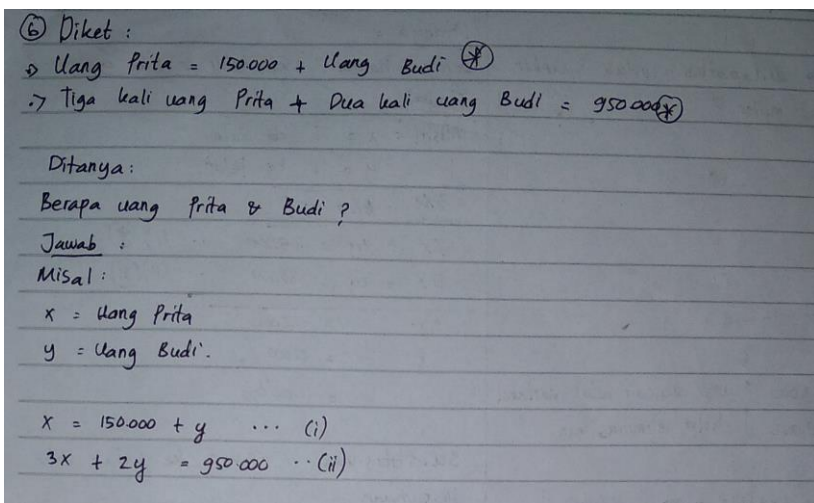 ⑥ Diket :
→ Uang Prita = 150.000 + Uang Budi *
→ Tiga kali uang Prita + Dua kali uang Budi = 950.000 *
Ditanya :
Berapa uang Prita & Budi ?
Jawab :
Misal :
x = Uang Prita
y = Uang Budi.
x = 150.000 + y ... (i)
3x + 2y = 950.000 .. (ii)